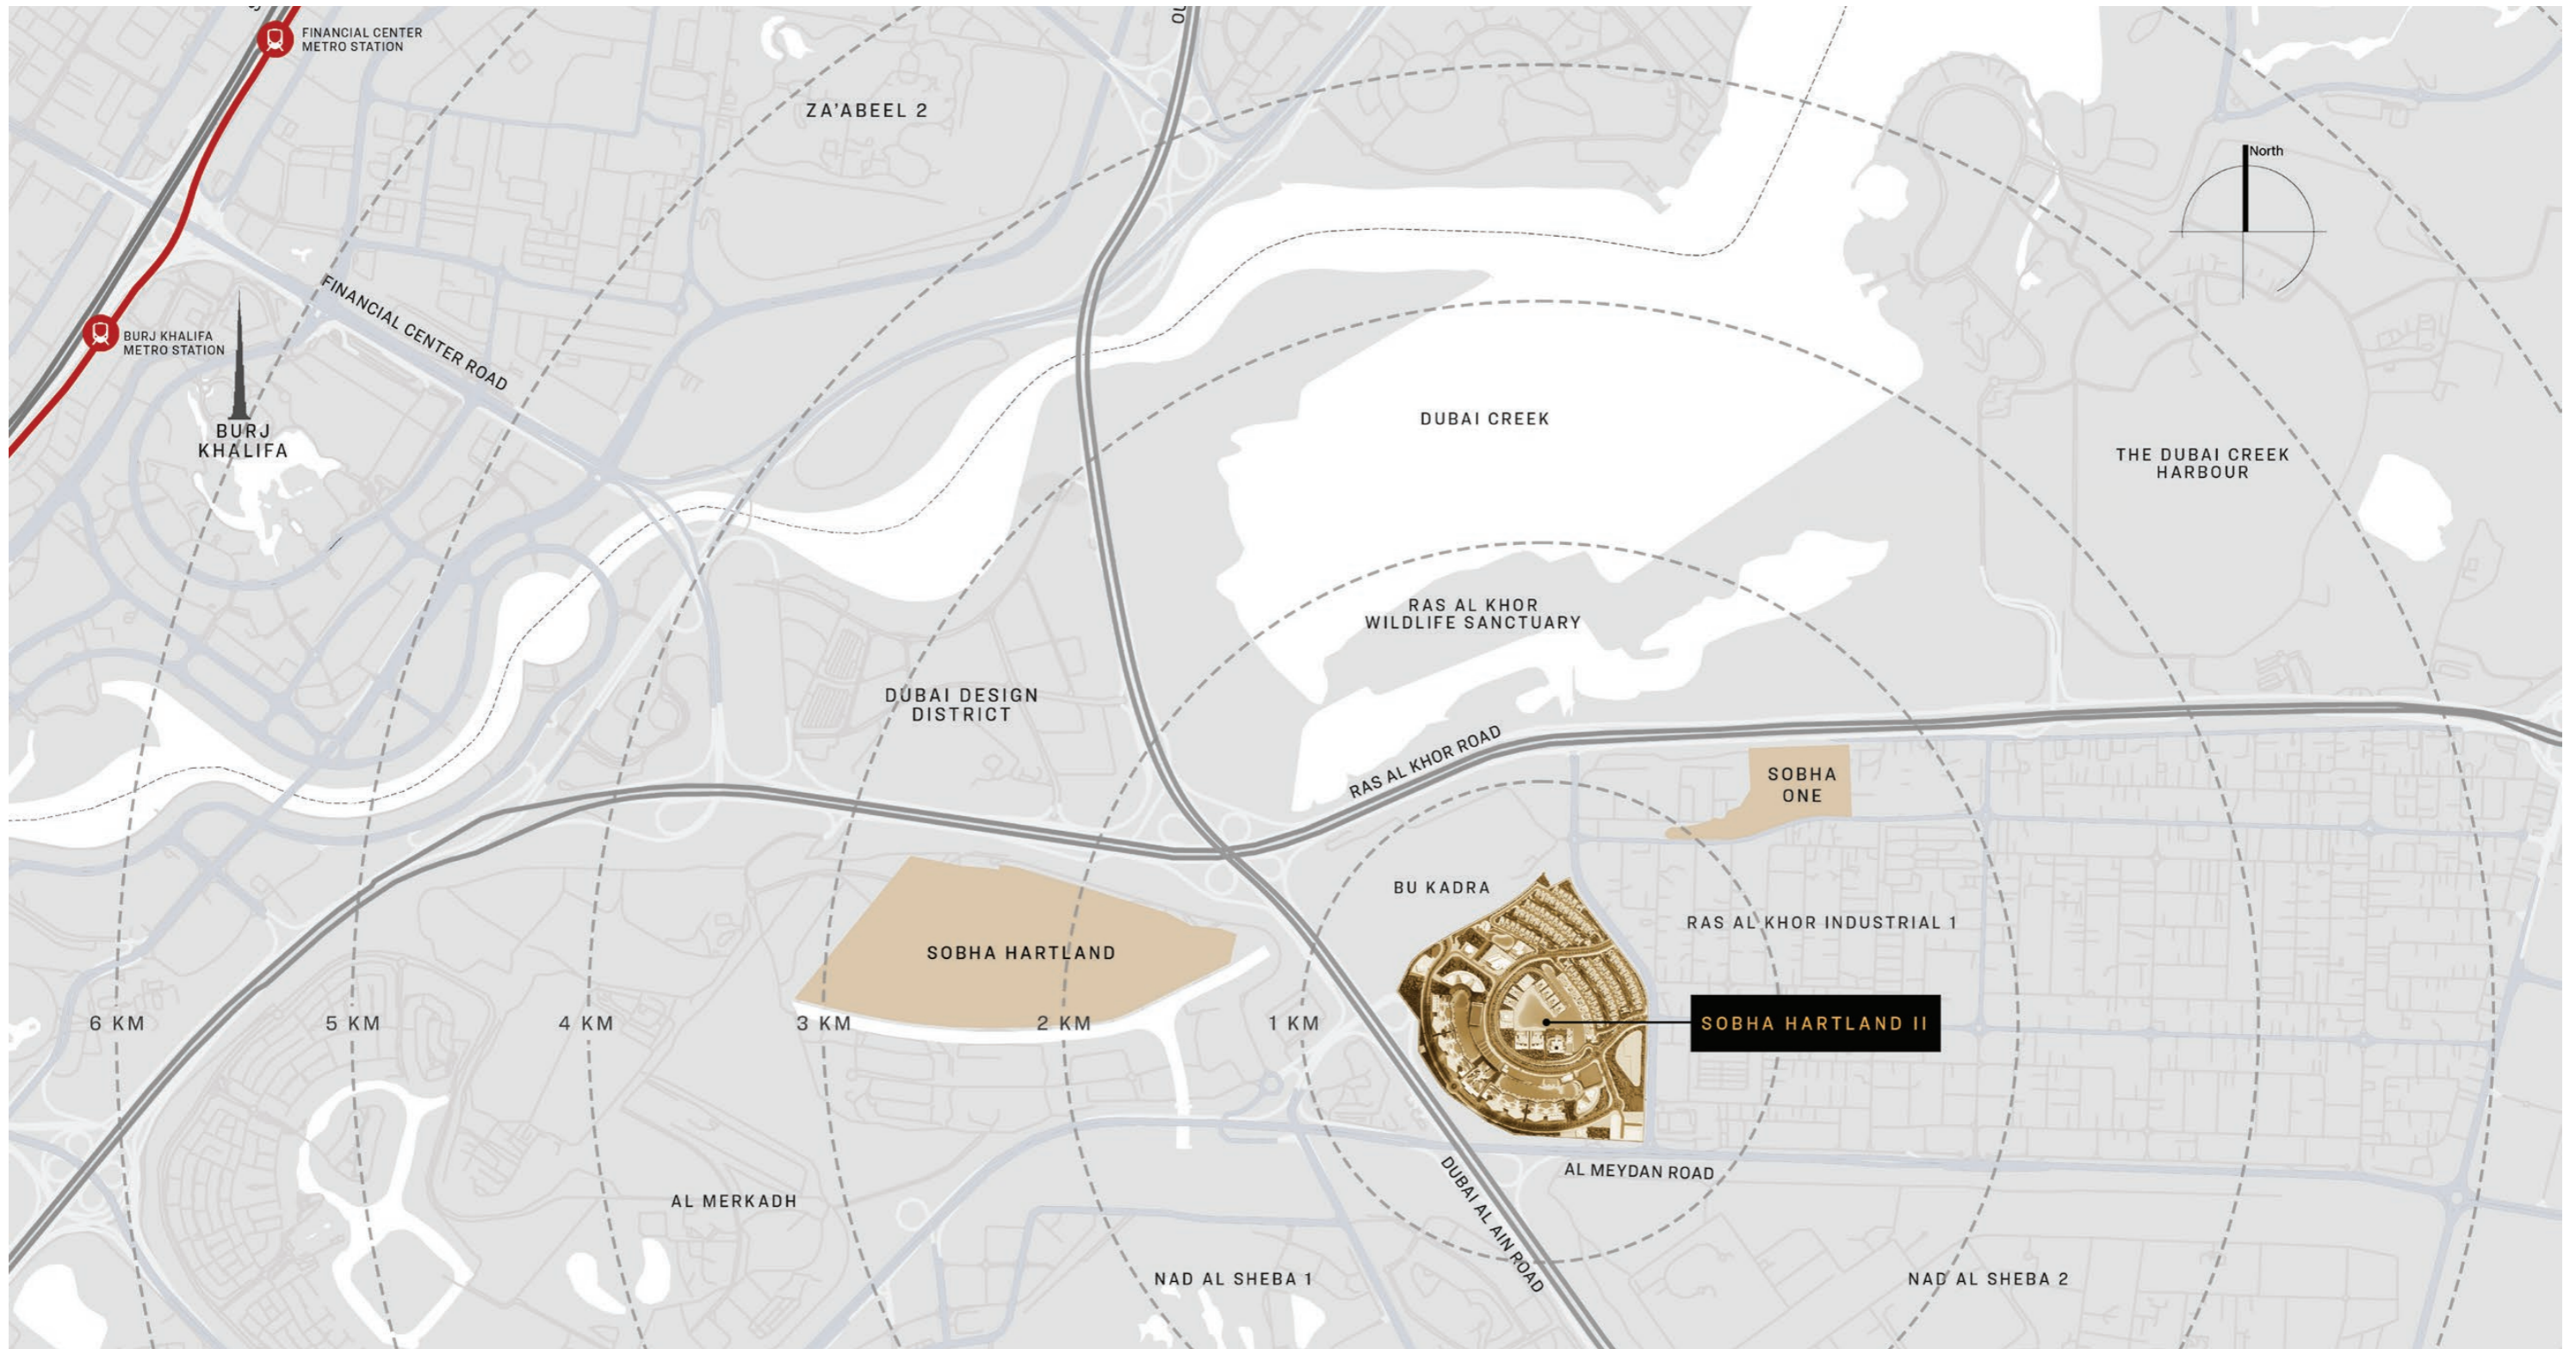 FINANCIAL CENTER
METRO STATION
ZA'ABEEL 2
North
FINANCIAL CENTER ROAD
BURJ KHALIFA
METRO STATION
BURJ
KHALIFA
DUBAI CREEK
THE DUBAI CREEK
HARBOUR
RAS AL KHOR
WILDLIFE SANCTUARY
DUBAI DESIGN
DISTRICT
RAS AL KHOR ROAD
SOBHA
ONE
BU KADRA
RAS AL KHOR INDUSTRIAL 1
SOBHA HARTLAND
6 KM
5 KM
4 KM
3 KM
2 KM
1 KM
SOBHA HARTLAND II
AL MEYDAN ROAD
DUBAI AL AIN ROAD
AL MERKADH
NAD AL SHEBA 1
NAD AL SHEBA 2